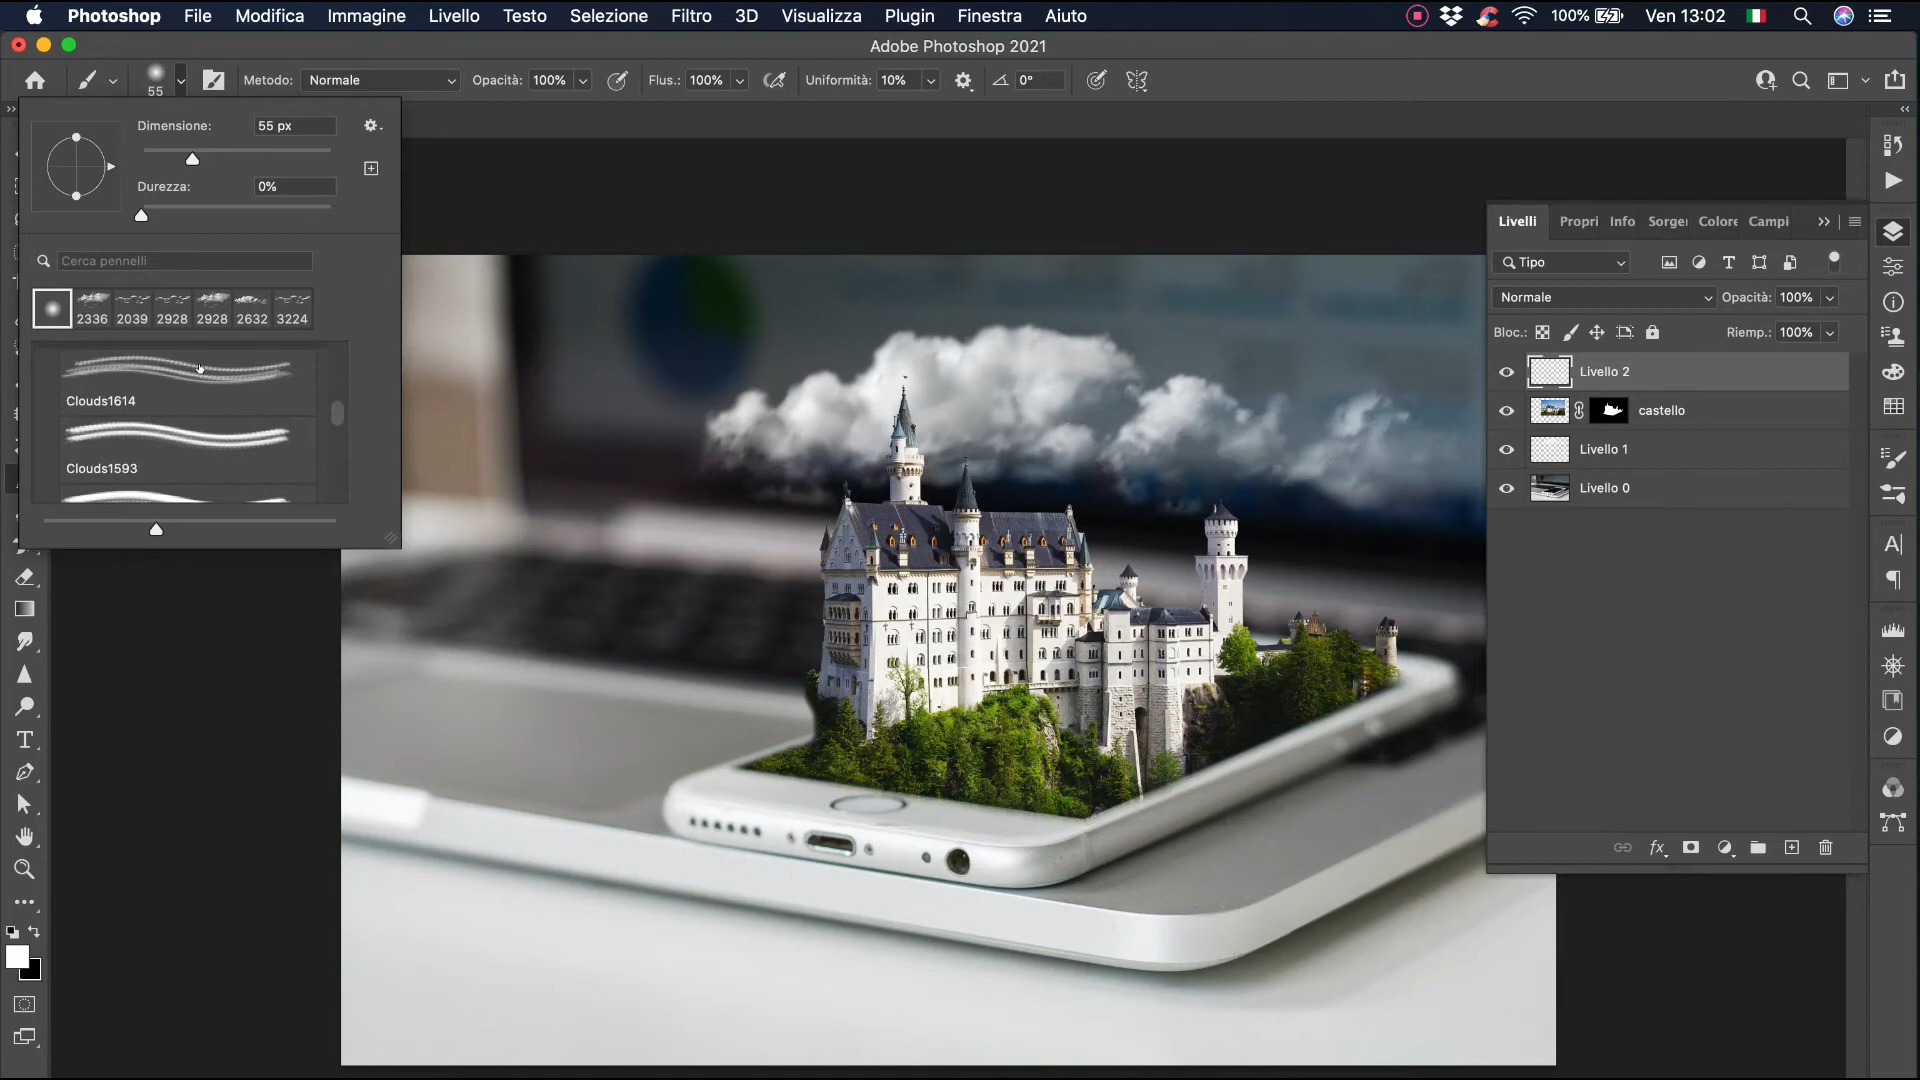 Photoshop File Modifica Immagine Livello Testo Selezione Filtro 3D Visualizza Plugin Finestra Aiuto 100% Ven 13:02
Adobe Photoshop 2021
55 Metodo: Normale Opacità: 100% Flus.: 100% Uniformità: 10% 0°
Dimensione: 55 px
Durezza: 0%
Cerca pennelli
2336 2039 2928 2928 2632 3224
Clouds1614
Clouds1593
Livelli Propri Info Sorge Colore Campi
Tipo
Normale Opacità: 100%
Bloc.: Riemp.: 100%
Livello 2
castello
Livello 1
Livello 0